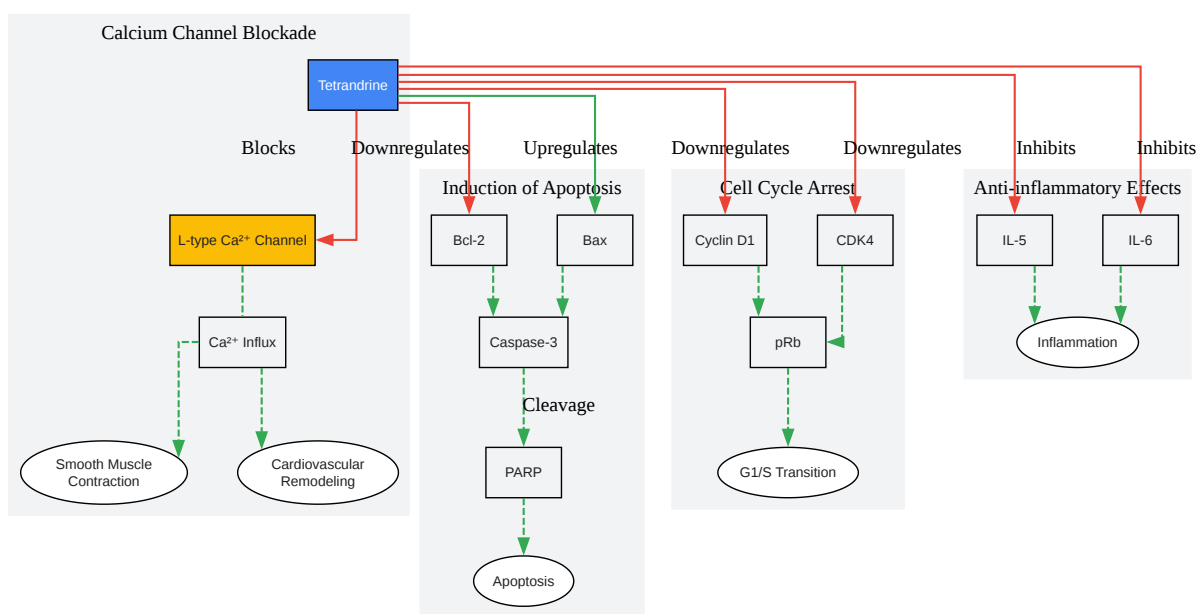 Calcium Channel Blockade
Tetrandrine
Blocks
Downregulates
Upregulates
Downregulates
Downregulates
Inhibits
Inhibits
Induction of Apoptosis
Cell Cycle Arrest
Anti-inflammatory Effects
L-type Ca²⁺ Channel
Bcl-2
Bax
Cyclin D1
CDK4
IL-5
IL-6
Ca²⁺ Influx
Caspase-3
pRb
Inflammation
Cleavage
Smooth Muscle
Contraction
Cardiovascular
Remodeling
PARP
G1/S Transition
Apoptosis